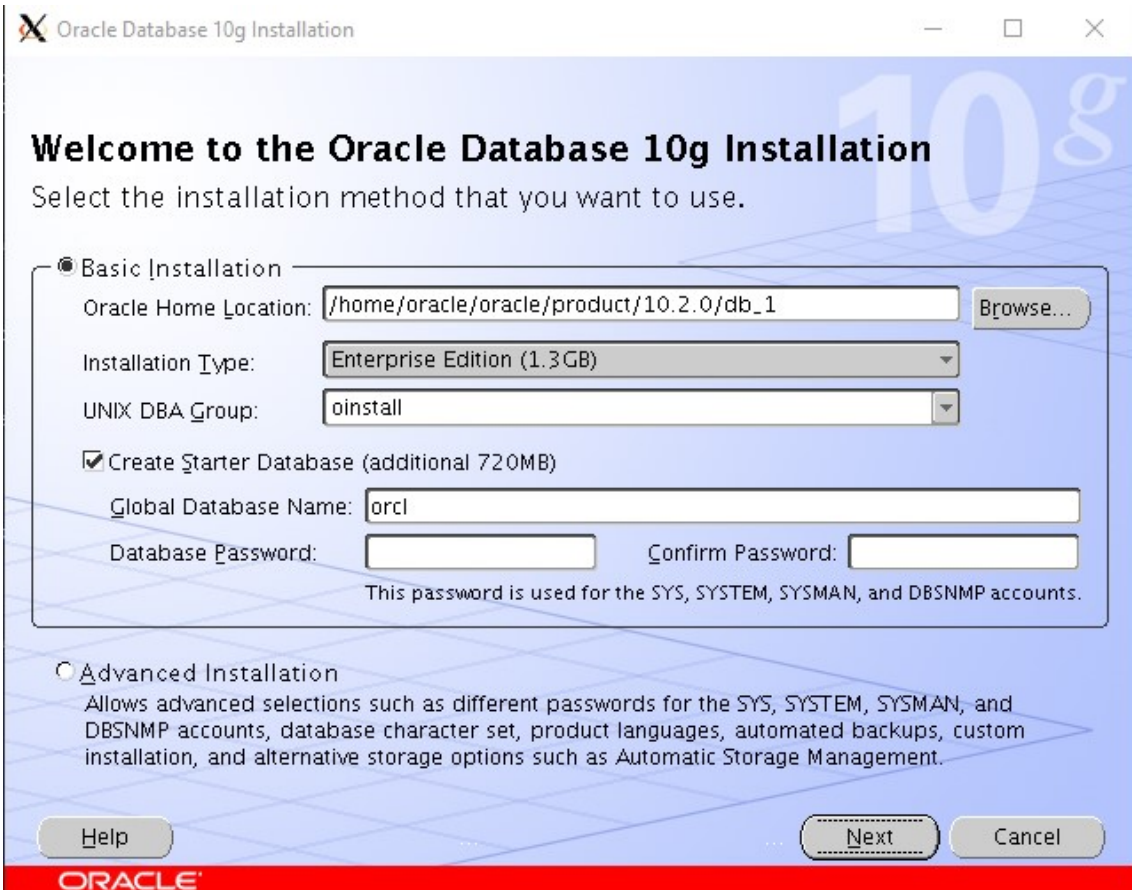 Oracle Database 10g Installation
10g
Welcome to the Oracle Database 10g Installation
Select the installation method that you want to use.
Basic Installation
Oracle Home Location: /home/oracle/oracle/product/10.2.0/db_1 Browse...
Installation Type: Enterprise Edition (1.3GB)
UNIX DBA Group: oinstall
Create Starter Database (additional 720MB)
Global Database Name: orcl
Database Password: Confirm Password:
This password is used for the SYS, SYSTEM, SYSMAN, and DBSNMP accounts.
Advanced Installation
Allows advanced selections such as different passwords for the SYS, SYSTEM, SYSMAN, and
DBSNMP accounts, database character set, product languages, automated backups, custom
installation, and alternative storage options such as Automatic Storage Management.
Help Next Cancel
ORACLE